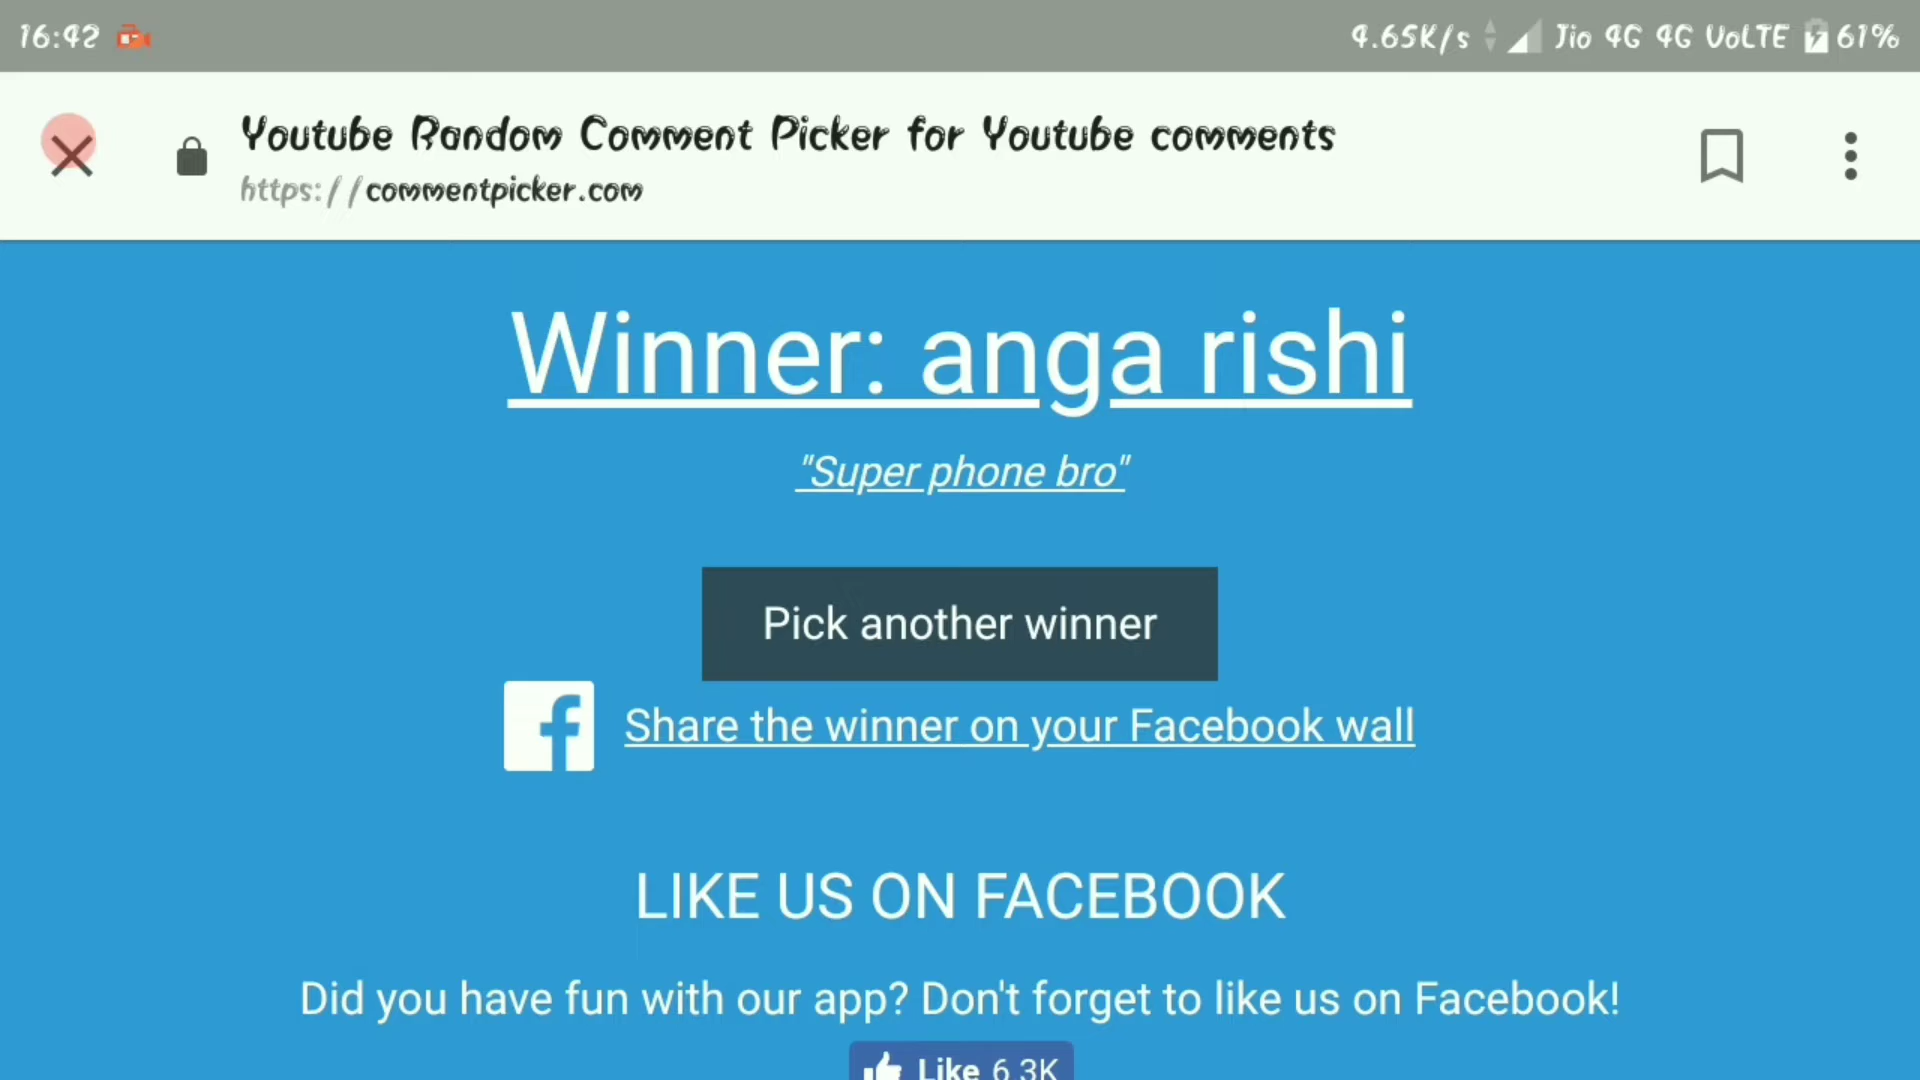 16:42 4.65K/s Jio 4G 4G VoLTE 61%
Youtube Random Comment Picker for Youtube comments
https://commentpicker.com
Winner: anga rishi
"Super phone bro"
Pick another winner
f Share the winner on your Facebook wall
LIKE US ON FACEBOOK
Did you have fun with our app? Don't forget to like us on Facebook!
Like 6.3K